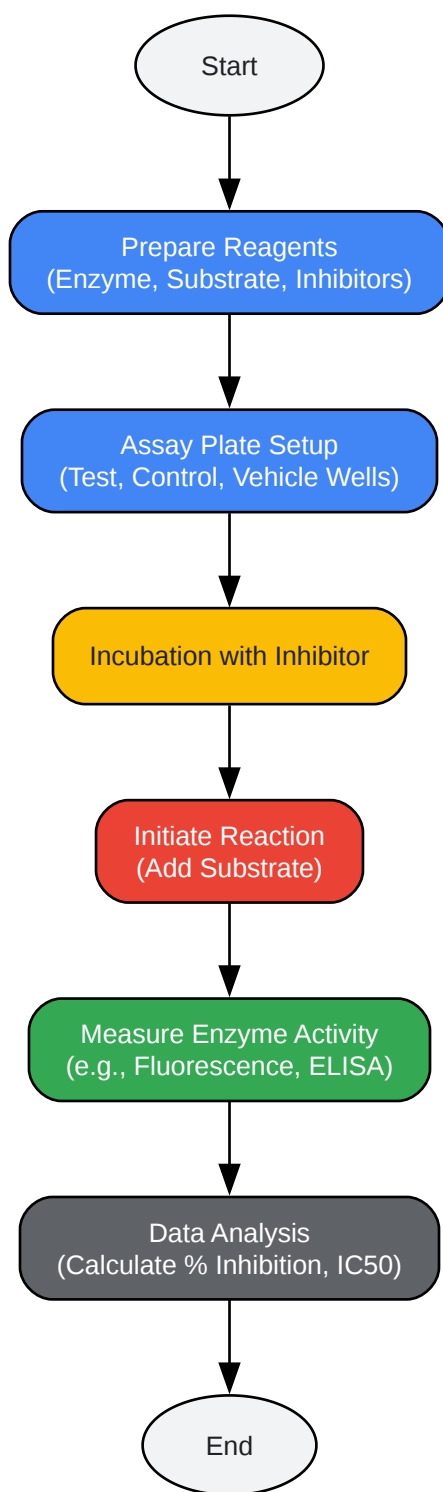 Start
Prepare Reagents
(Enzyme, Substrate, Inhibitors)
Assay Plate Setup
(Test, Control, Vehicle Wells)
Incubation with Inhibitor
Initiate Reaction
(Add Substrate)
Measure Enzyme Activity
(e.g., Fluorescence, ELISA)
Data Analysis
(Calculate % Inhibition, IC50)
End